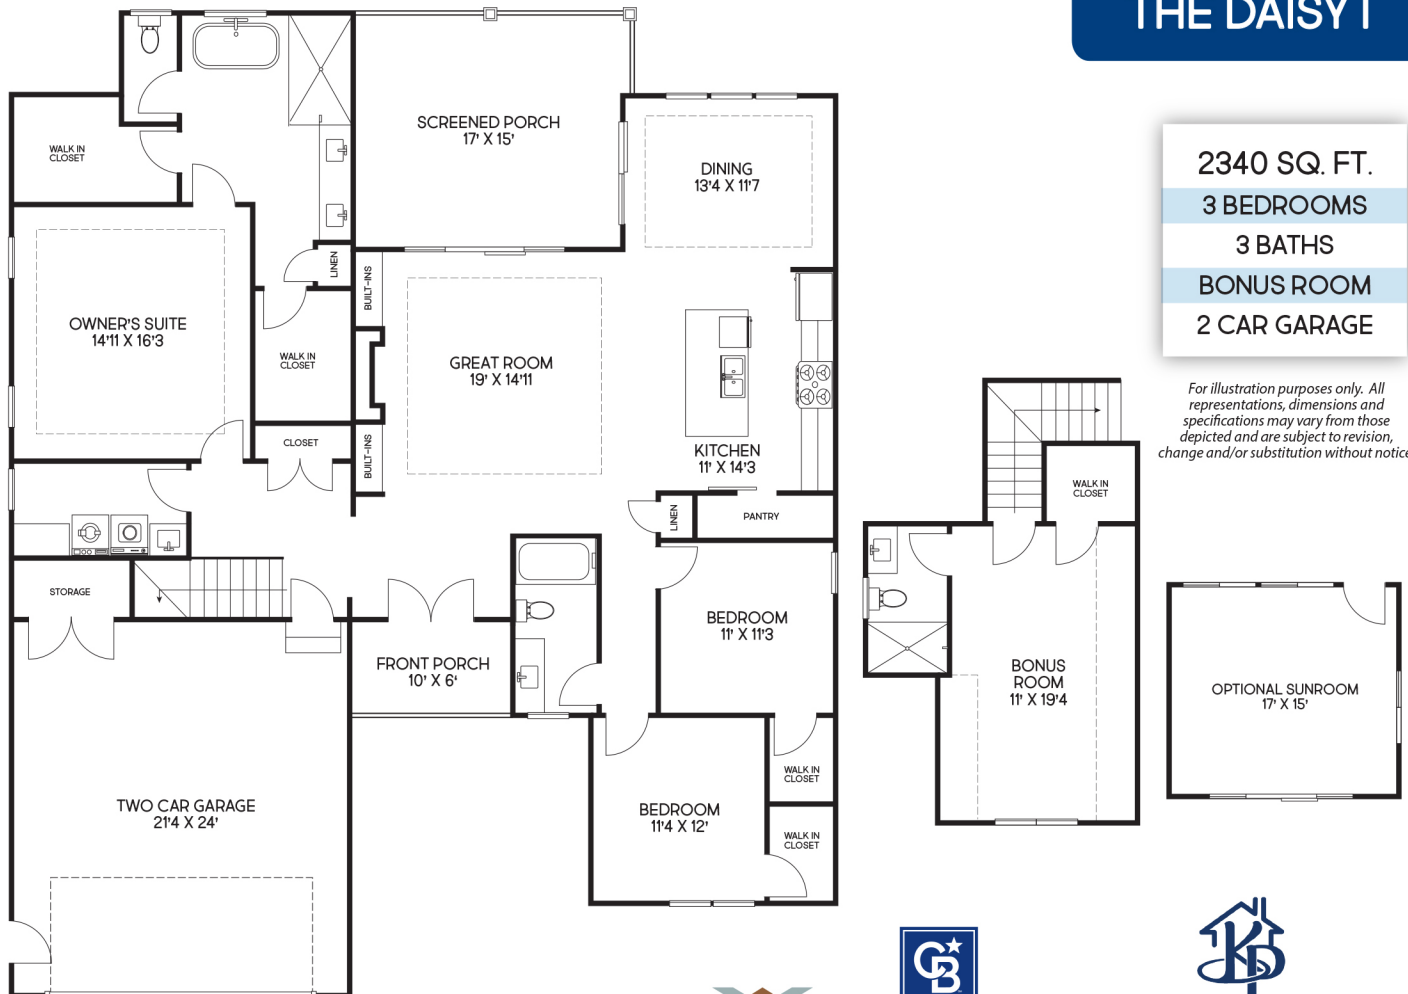 THE DAISY I
2340 SQ. FT.
3 BEDROOMS
3 BATHS
BONUS ROOM
2 CAR GARAGE
For illustration purposes only. All
representations, dimensions and
specifications may vary from those
depicted and are subject to revision,
change and/or substitution without notice
WALK IN
CLOSET
SCREENED PORCH
17' X 15'
DINING
13'4 X 11'7
LINEN
BUILT-INS
OWNER'S SUITE
14'11 X 16'3
WALK IN
CLOSET
GREAT ROOM
19' X 14'11
CLOSET
BUILT-INS
KITCHEN
11' X 14'3
LINEN
PANTRY
STORAGE
BEDROOM
11' X 11'3
FRONT PORCH
10' X 6'
TWO CAR GARAGE
21'4 X 24'
BEDROOM
11'4 X 12'
WALK IN
CLOSET
WALK IN
CLOSET
WALK IN
CLOSET
BONUS
ROOM
11' X 19'4
OPTIONAL SUNROOM
17' X 15'
CB
KP